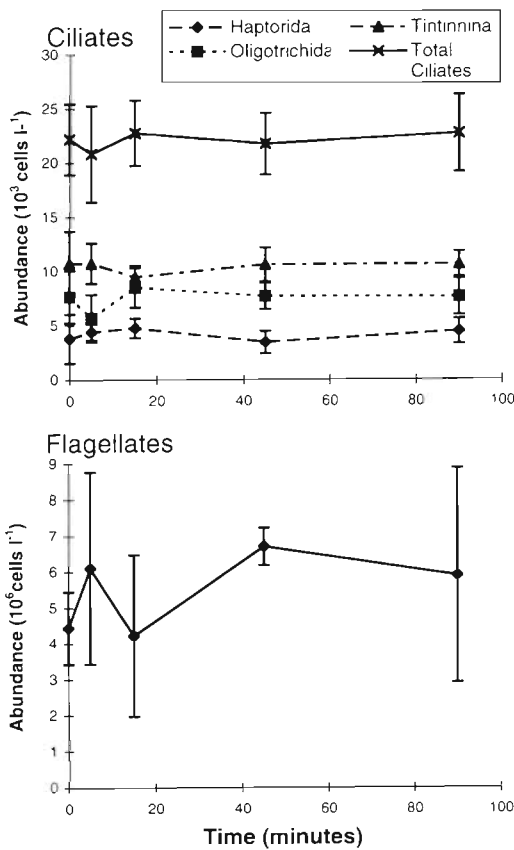 Ciliates
Haptorida
Tintinnina
Oligotrichida
Total
Ciliates
Abundance (10³ cells l-¹)
30
25
20
15
10
5
0
0 20 40 60 80 100
Flagellates
Abundance (10⁶cells l⁻¹)
9
8
7
6
5
4
3
2
1
0
0 20 40 60 80 100
Time (minutes)